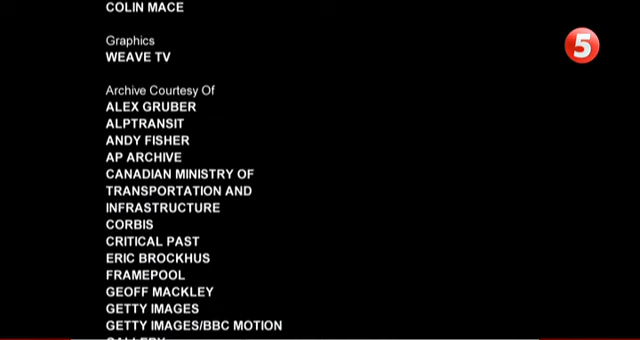 COLIN MACE
5
Graphics
WEAVE TV
Archive Courtesy Of
ALEX GRUBER
ALPTRANSIT
ANDY FISHER
AP ARCHIVE
CANADIAN MINISTRY OF
TRANSPORTATION AND
INFRASTRUCTURE
CORBIS
CRITICAL PAST
ERIC BROCKHUS
FRAMEPOOL
GEOFF MACKLEY
GETTY IMAGES
GETTY IMAGES/BBC MOTION
GALLERY